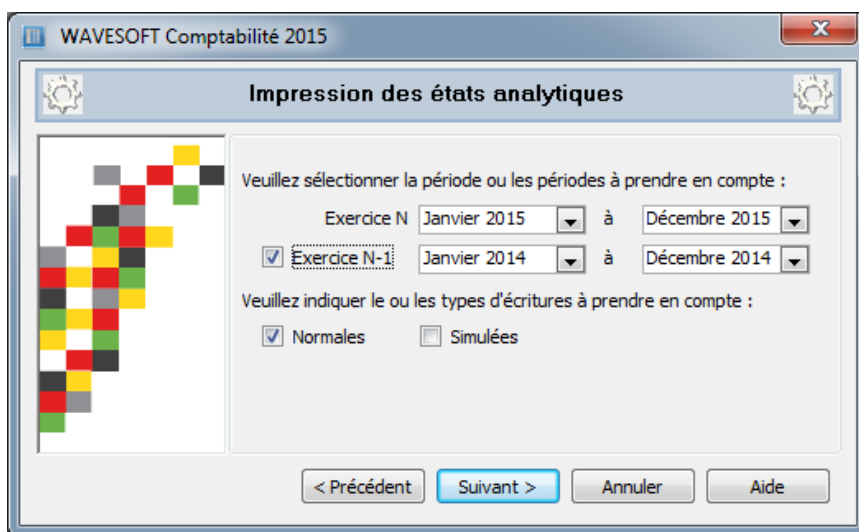 WAVESOFT Comptabilité 2015
Impression des états analytiques
Veuillez sélectionner la période ou les périodes à prendre en compte :
Exercice N Janvier 2015 à Décembre 2015
Exercice N-1 Janvier 2014 à Décembre 2014
Veuillez indiquer le ou les types d'écritures à prendre en compte :
Normales Simulées
< Précédent Suivant > Annuler Aide